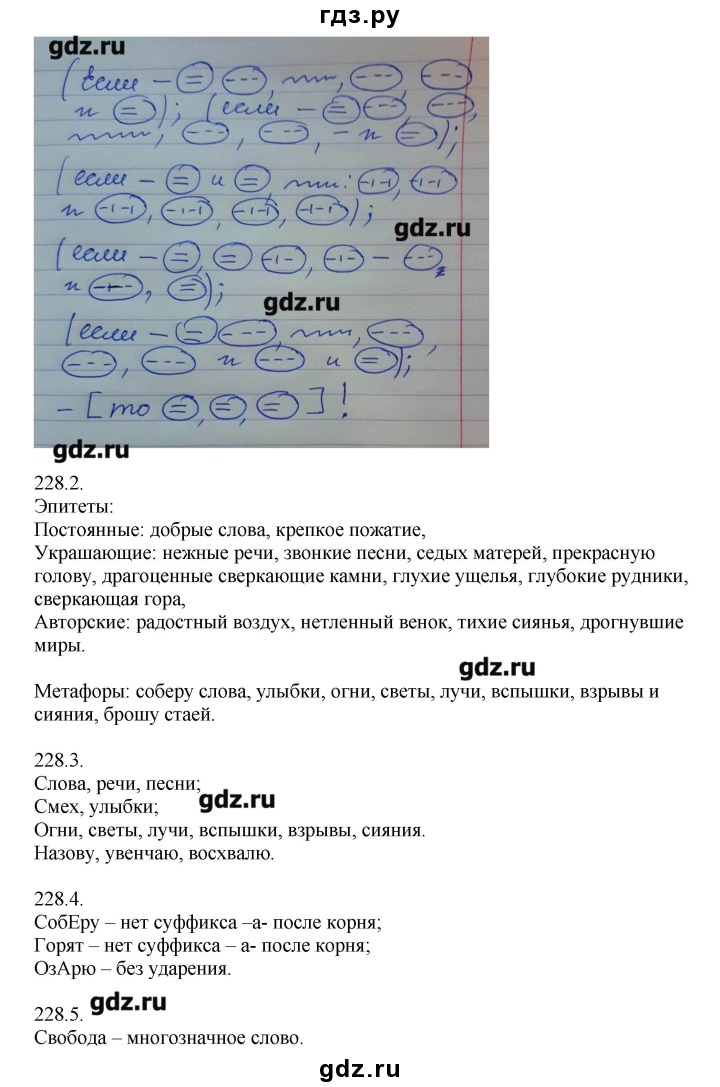 гдз.ру
gdz.ru
(если – = - - -, , - - -, - - -
и =); (если – = - - -, - - -,
, - - -, - - -, – и =);
(если – = и =, : -·-·, -·-·
и -·-·, -·-·, -·-·, -·-·);
gdz.ru
(если – =, = -·-, -·- – - - -,
и - - -, =);
gdz.ru
(если – = - - -, , - - -,
- - -, - - - и - - - и =);
– [то =, =, =]!
gdz.ru
228.2.
Эпитеты:
Постоянные: добрые слова, крепкое пожатие,
Украшающие: нежные речи, звонкие песни, седых матерей, прекрасную
голову, драгоценные сверкающие камни, глухие ущелья, глубокие рудники,
сверкающая гора,
Авторские: радостный воздух, нетленный венок, тихие сиянья, дрогнувшие
миры.
gdz.ru
Метафоры: соберу слова, улыбки, огни, светы, лучи, вспышки, взрывы и
сияния, брошу стаей.
228.3.
Слова, речи, песни;
Смех, улыбки;
gdz.ru
Огни, светы, лучи, вспышки, взрывы, сияния.
Назову, увенчаю, восхвалю.
228.4.
СобЕру – нет суффикса –а- после корня;
Горят – нет суффикса – а- после корня;
ОзАрю – без ударения.
228.5.
gdz.ru
Свобода – многозначное слово.
gdz.ru